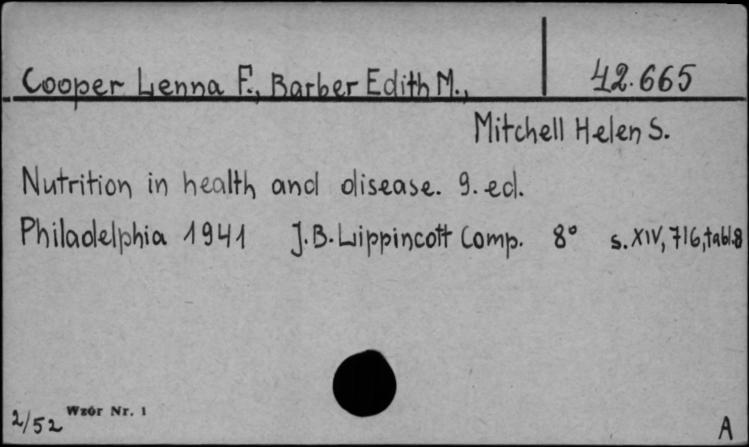 Cooper Lenna F., Barber Edith M., 42.665
Mitchell Helen S.
Nutrition in health and disease. 9. ed.
Philadelphia 1941 J.B. Lippincott Comp. 8° s. XIV, 716, tabl. 8
2/52 Wzór Nr. 1 A